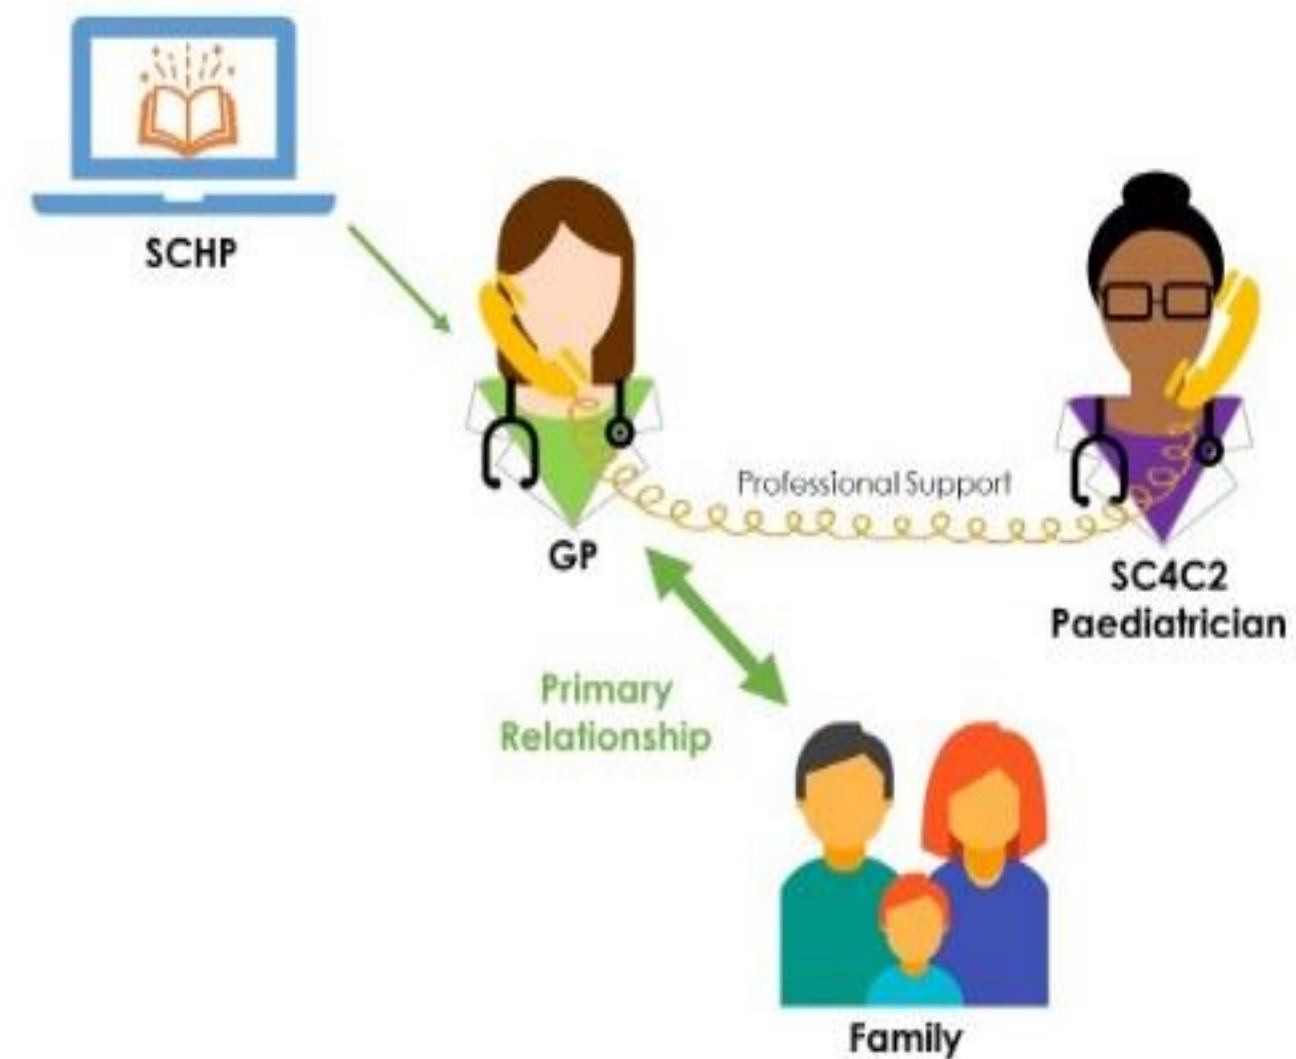 SCHP
Professional Support
GP
SC4C2
Paediatrician
Primary
Relationship
Family